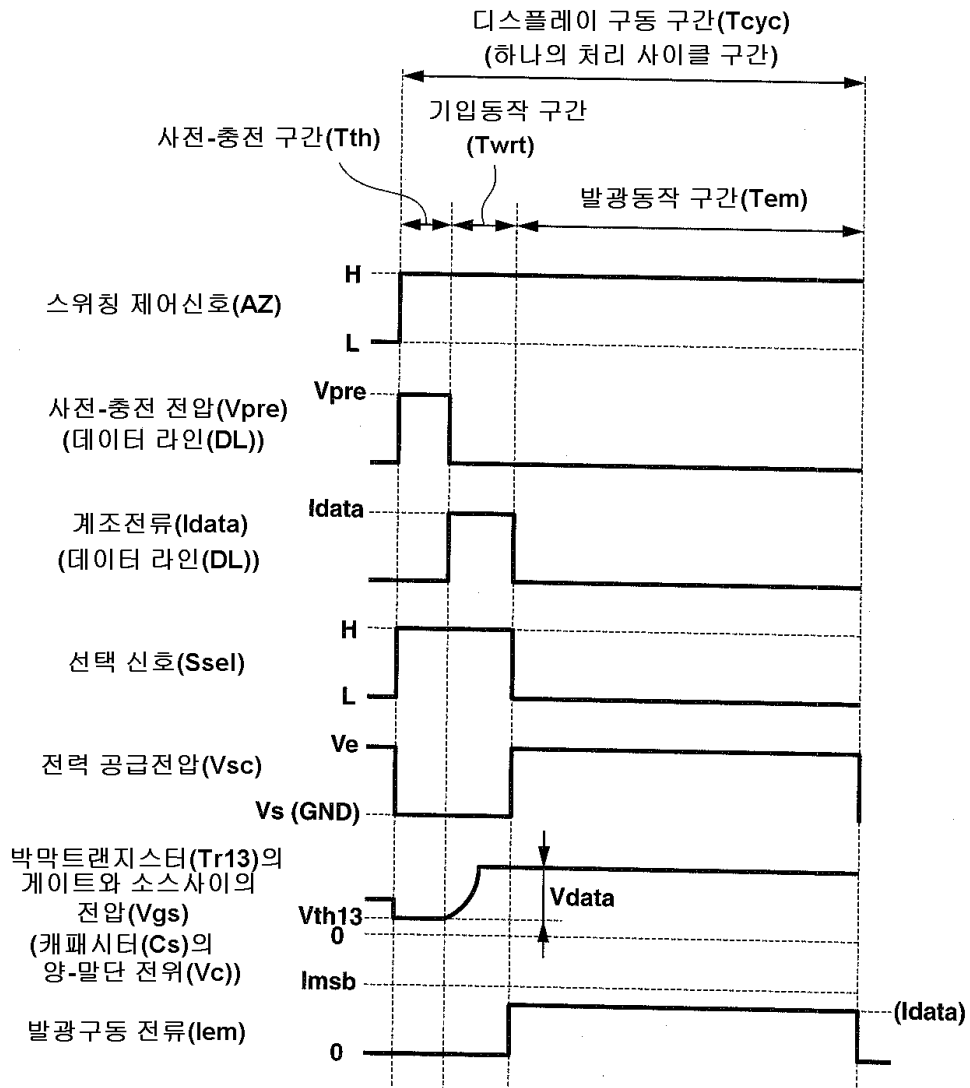 디스플레이 구동 구간(Tcyc)
(하나의 처리 사이클 구간)
기입동작 구간
(Twrt)
사전-충전 구간(Tth)
발광동작 구간(Tem)
H
스위칭 제어신호(AZ)
L
Vpre
사전-충전 전압(Vpre)
(데이터 라인(DL))
Idata
계조전류(Idata)
(데이터 라인(DL))
H
선택 신호(Ssel)
L
Ve
전력 공급전압(Vsc)
Vs (GND)
박막트랜지스터(Tr13)의
게이트와 소스사이의
전압(Vgs)
(캐패시터(Cs)의
양-말단 전위(Vc))
Vth13
0
Vdata
Imsb
발광구동 전류(Iem)
0
(Idata)